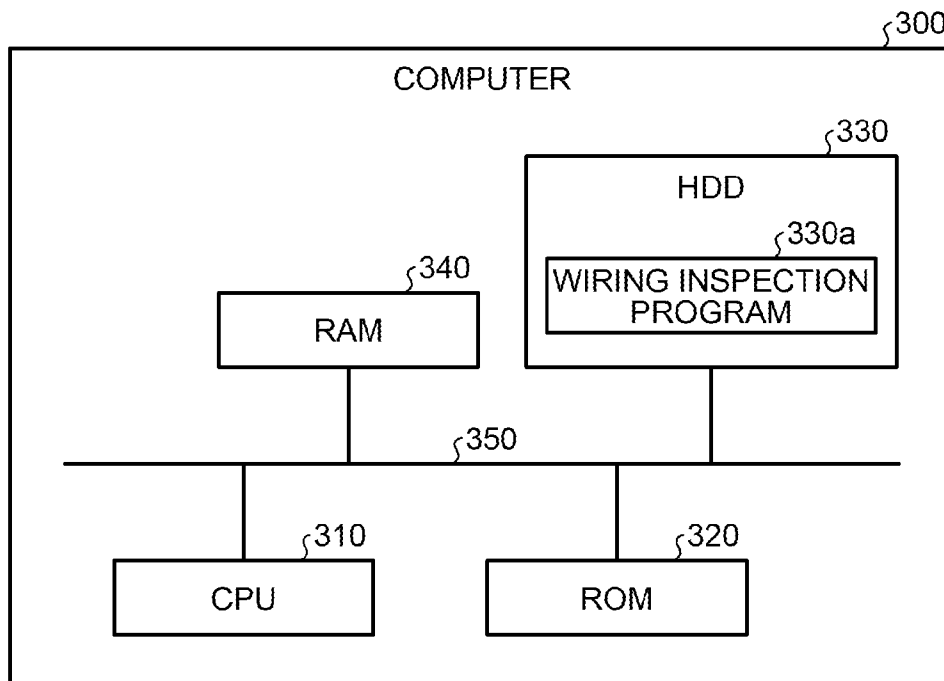 300
COMPUTER
330
HDD
330a
WIRING INSPECTION
PROGRAM
340
RAM
350
310
CPU
320
ROM